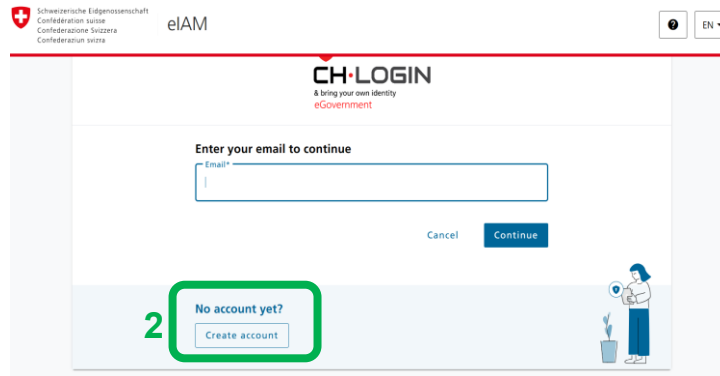 Schweizerische Eidgenossenschaft
Confédération suisse
Confederazione Svizzera
Confederaziun svizra
eIAM
EN
CH·LOGIN
& bring your own identity
eGovernment
Enter your email to continue
Email*
Cancel
Continue
No account yet?
2
Create account